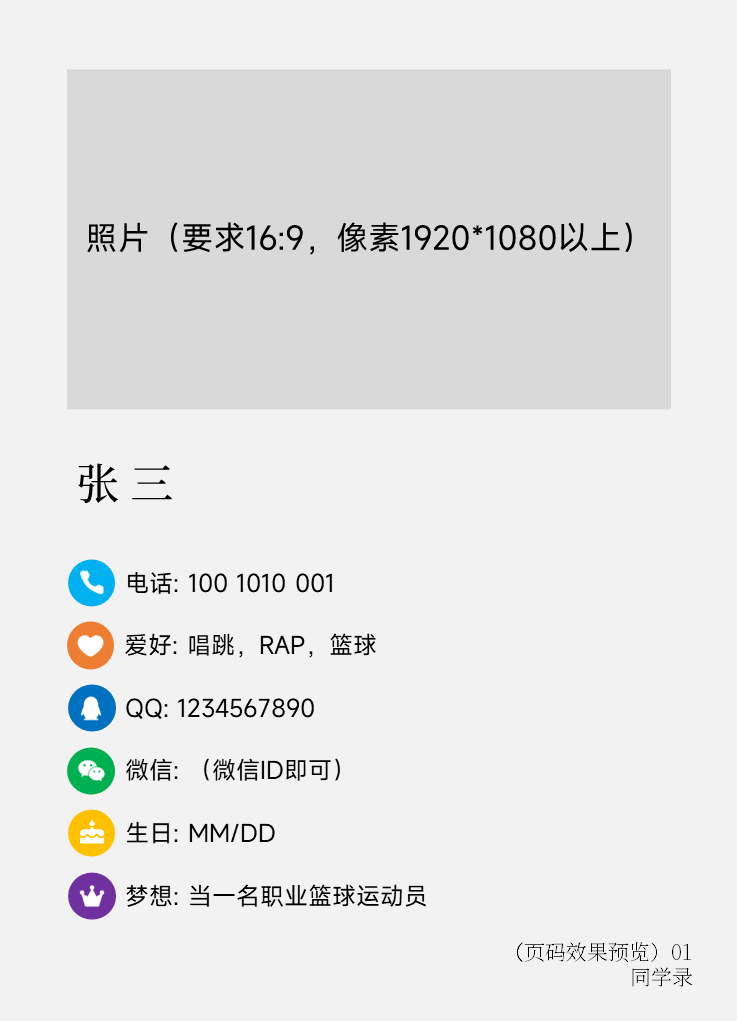 照片（要求16:9，像素1920*1080以上）
张 三
电话: 100 1010 001
爱好: 唱跳，RAP，篮球
QQ: 1234567890
微信: （微信ID即可）
生日: MM/DD
梦想: 当一名职业篮球运动员
（页码效果预览）01
同学录